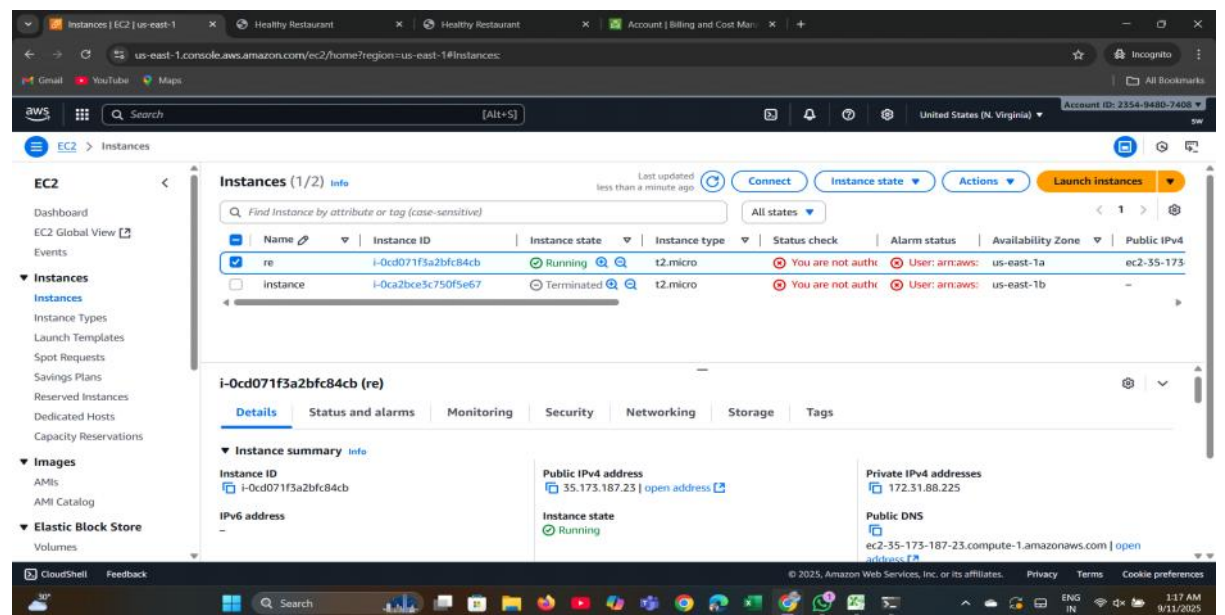 Instances | EC2 | us-east-1 Healthy Restaurant Healthy Restaurant Account | Billing and Cost Man
us-east-1.console.aws.amazon.com/ec2/home?region=us-east-1#Instances: Incognito
Gmail YouTube Maps All Bookmarks
aws Search [Alt+S] United States (N. Virginia) Account ID: 2354-9480-7408
sw
EC2 > Instances
EC2
Dashboard
EC2 Global View
Events
Instances
Instances
Instance Types
Launch Templates
Spot Requests
Savings Plans
Reserved Instances
Dedicated Hosts
Capacity Reservations
Images
AMIs
AMI Catalog
Elastic Block Store
Volumes
Instances (1/2) Info Last updated less than a minute ago Connect Instance state Actions Launch instances
Find Instance by attribute or tag (case-sensitive) All states 1
Name Instance ID Instance state Instance type Status check Alarm status Availability Zone Public IPv4
re i-0cd071f3a2bfc84cb Running t2.micro You are not autho User: arn:aws: us-east-1a ec2-35-173-
instance i-0ca2bce3c750f5e67 Terminated t2.micro You are not autho User: arn:aws: us-east-1b –
i-0cd071f3a2bfc84cb (re)
Details Status and alarms Monitoring Security Networking Storage Tags
Instance summary Info
Instance ID
i-0cd071f3a2bfc84cb
Public IPv4 address
35.173.187.23 | open address
Private IPv4 addresses
172.31.88.225
IPv6 address
–
Instance state
Running
Public DNS
ec2-35-173-187-23.compute-1.amazonaws.com | open
address
CloudShell Feedback © 2025, Amazon Web Services, Inc. or its affiliates. Privacy Terms Cookie preferences
30° Search ENG IN 1:17 AM 9/11/2025